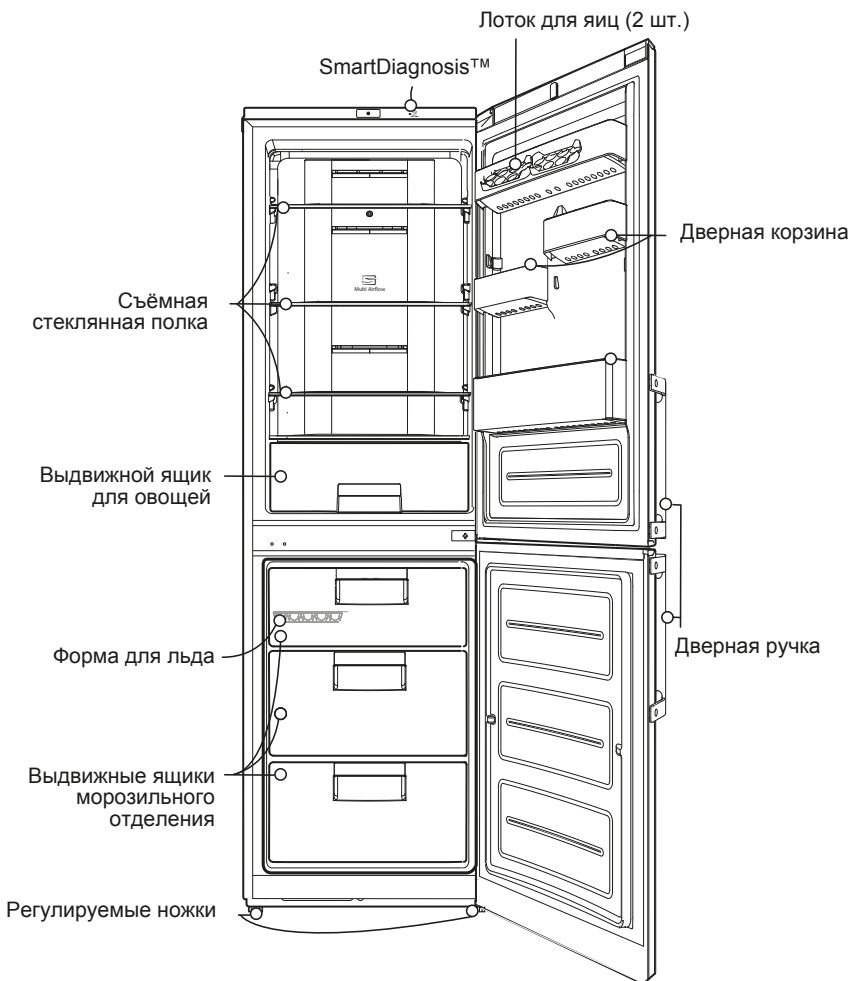 Лоток для яиц (2 шт.)
SmartDiagnosis™
Дверная корзина
Multi Airflow
Съёмная
стеклянная полка
Выдвижной ящик
для овощей
Форма для льда
Дверная ручка
Выдвижные ящики
морозильного
отделения
Регулируемые ножки